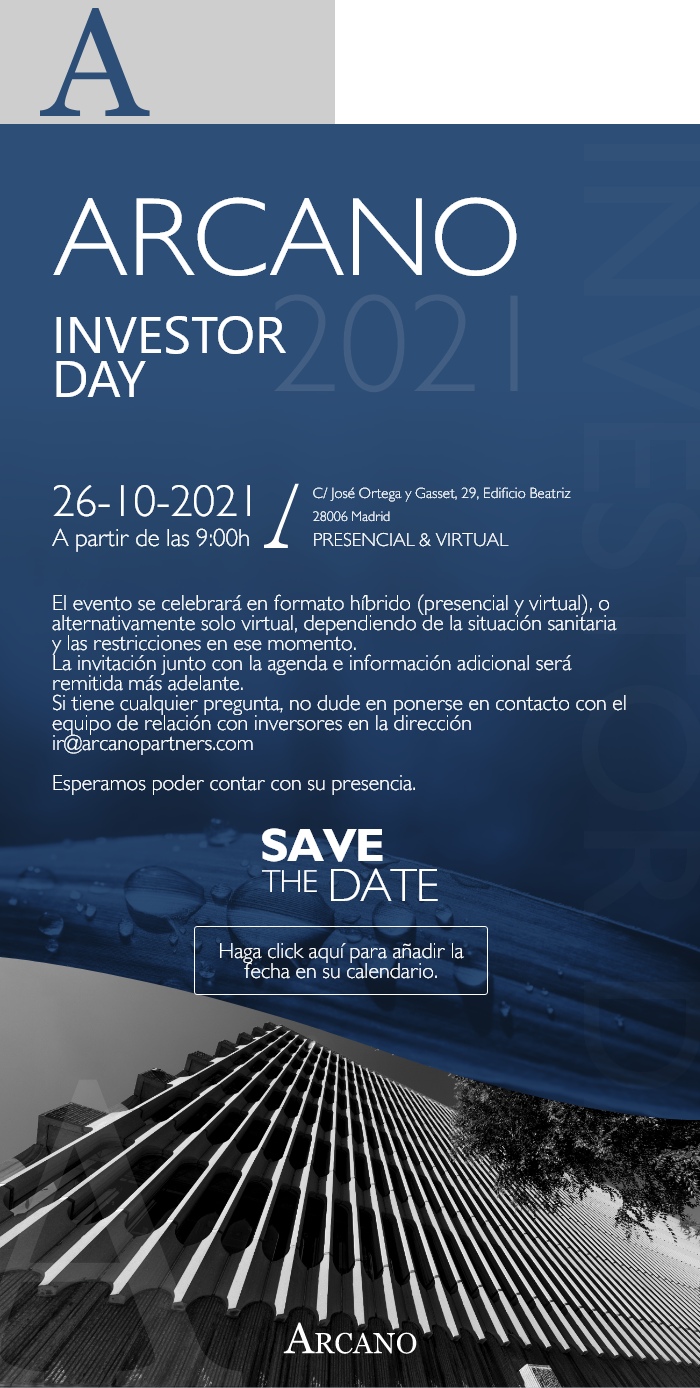 A
ARCANO
INVESTOR
DAY
2021
INVESTOR D
26-10-2021
A partir de las 9:00h
C/ José Ortega y Gasset, 29, Edificio Beatriz
28006 Madrid
PRESENCIAL & VIRTUAL
El evento se celebrará en formato híbrido (presencial y virtual), o
alternativamente solo virtual, dependiendo de la situación sanitaria
y las restricciones en ese momento.
La invitación junto con la agenda e información adicional será
remitida más adelante.
Si tiene cualquier pregunta, no dude en ponerse en contacto con el
equipo de relación con inversores en la dirección
ir@arcanopartners.com
Esperamos poder contar con su presencia.
SAVE
THE DATE
Haga click aquí para añadir la
fecha en su calendario.
A
ARCANO